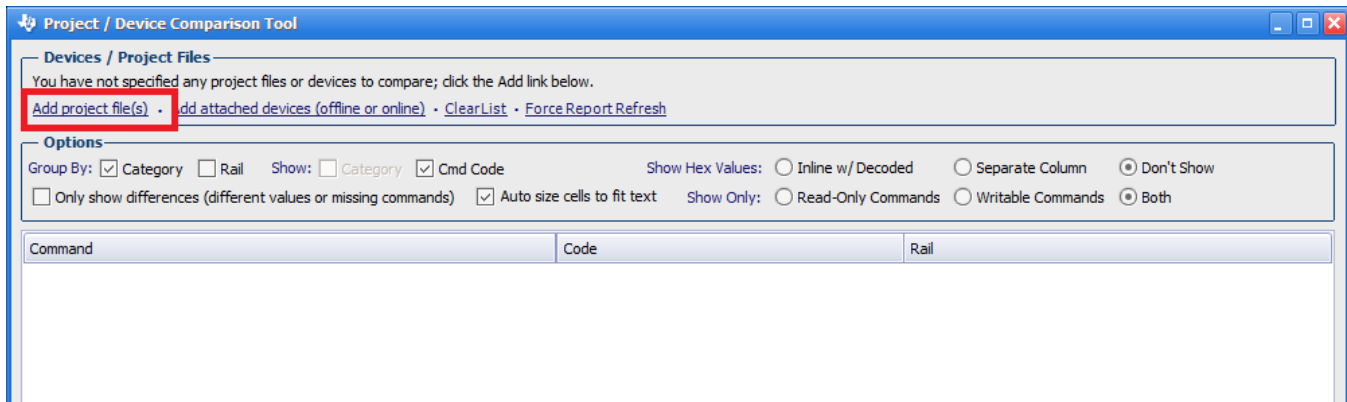 Project / Device Comparison Tool
Devices / Project Files
You have not specified any project files or devices to compare; click the Add link below.
Add project file(s) • Add attached devices (offline or online) • ClearList • Force Report Refresh
Options
Group By: Category Rail Show: Category Cmd Code Show Hex Values: Inline w/ Decoded Separate Column Don't Show
Only show differences (different values or missing commands) Auto size cells to fit text Show Only: Read-Only Commands Writable Commands Both
Command Code Rail